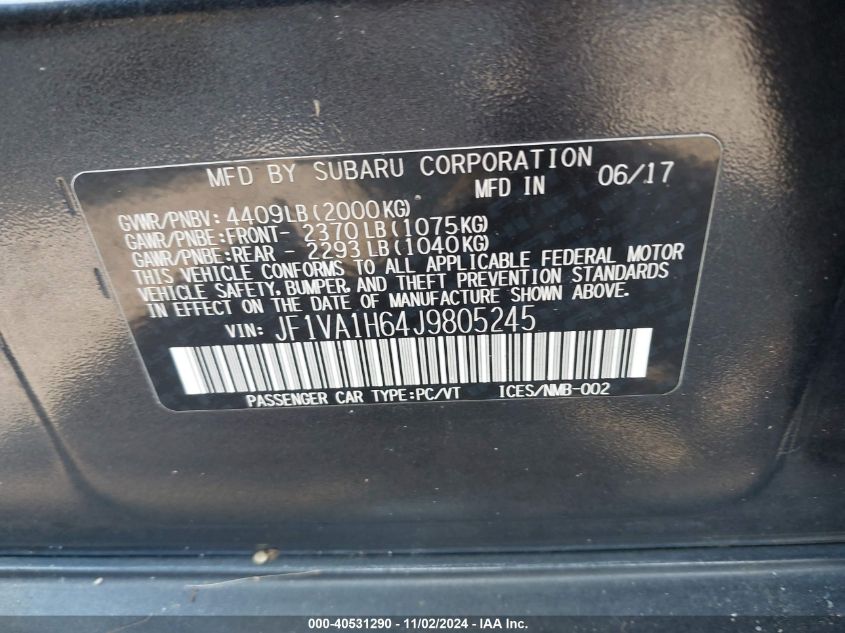 MFD BY SUBARU CORPORATION
MFD IN 06/17
GVWR/PNBV: 4409LB(2000KG)
GAWR/PNBE:FRONT- 2370LB(1075KG)
GAWR/PNBE:REAR - 2293LB(1040KG)
THIS VEHICLE CONFORMS TO ALL APPLICABLE FEDERAL MOTOR
VEHICLE SAFETY, BUMPER, AND THEFT PREVENTION STANDARDS
IN EFFECT ON THE DATE OF MANUFACTURE SHOWN ABOVE.
VIN: JF1VA1H64J9805245
PASSENGER CAR TYPE:PC/VT ICES/NMB-002
000-40531290 - 11/02/2024 - IAA Inc.